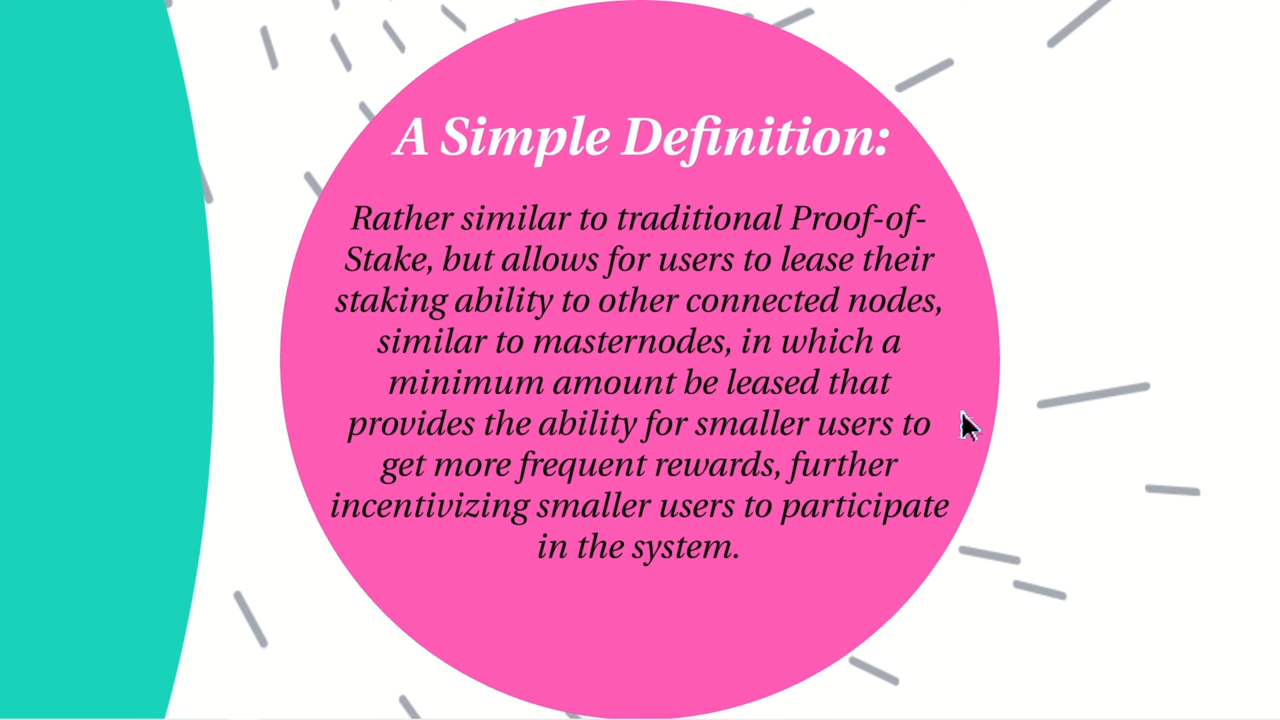 A Simple Definition:
Rather similar to traditional Proof-of-
Stake, but allows for users to lease their
staking ability to other connected nodes,
similar to masternodes, in which a
minimum amount be leased that
provides the ability for smaller users to
get more frequent rewards, further
incentivizing smaller users to participate
in the system.